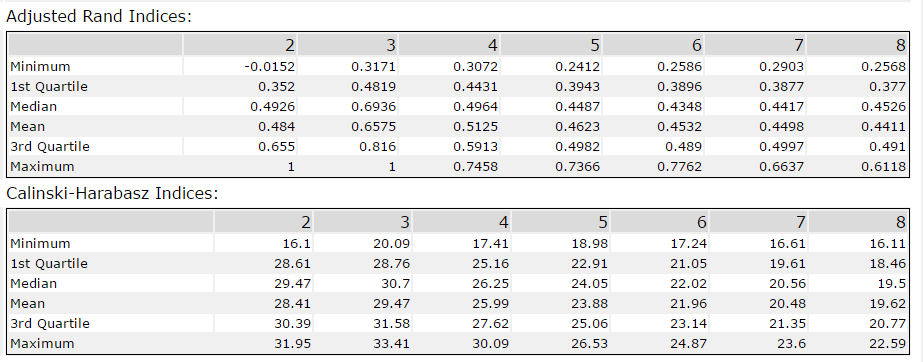 Adjusted Rand Indices:
2 3 4 5 6 7 8
Minimum -0.0152 0.3171 0.3072 0.2412 0.2586 0.2903 0.2568
1st Quartile 0.352 0.4819 0.4431 0.3943 0.3896 0.3877 0.377
Median 0.4926 0.6936 0.4964 0.4487 0.4348 0.4417 0.4526
Mean 0.484 0.6575 0.5125 0.4623 0.4532 0.4498 0.4411
3rd Quartile 0.655 0.816 0.5913 0.4982 0.489 0.4997 0.491
Maximum 1 1 0.7458 0.7366 0.7762 0.6637 0.6118
Calinski-Harabasz Indices:
2 3 4 5 6 7 8
Minimum 16.1 20.09 17.41 18.98 17.24 16.61 16.11
1st Quartile 28.61 28.76 25.16 22.91 21.05 19.61 18.46
Median 29.47 30.7 26.25 24.05 22.02 20.56 19.5
Mean 28.41 29.47 25.99 23.88 21.96 20.48 19.62
3rd Quartile 30.39 31.58 27.62 25.06 23.14 21.35 20.77
Maximum 31.95 33.41 30.09 26.53 24.87 23.6 22.59